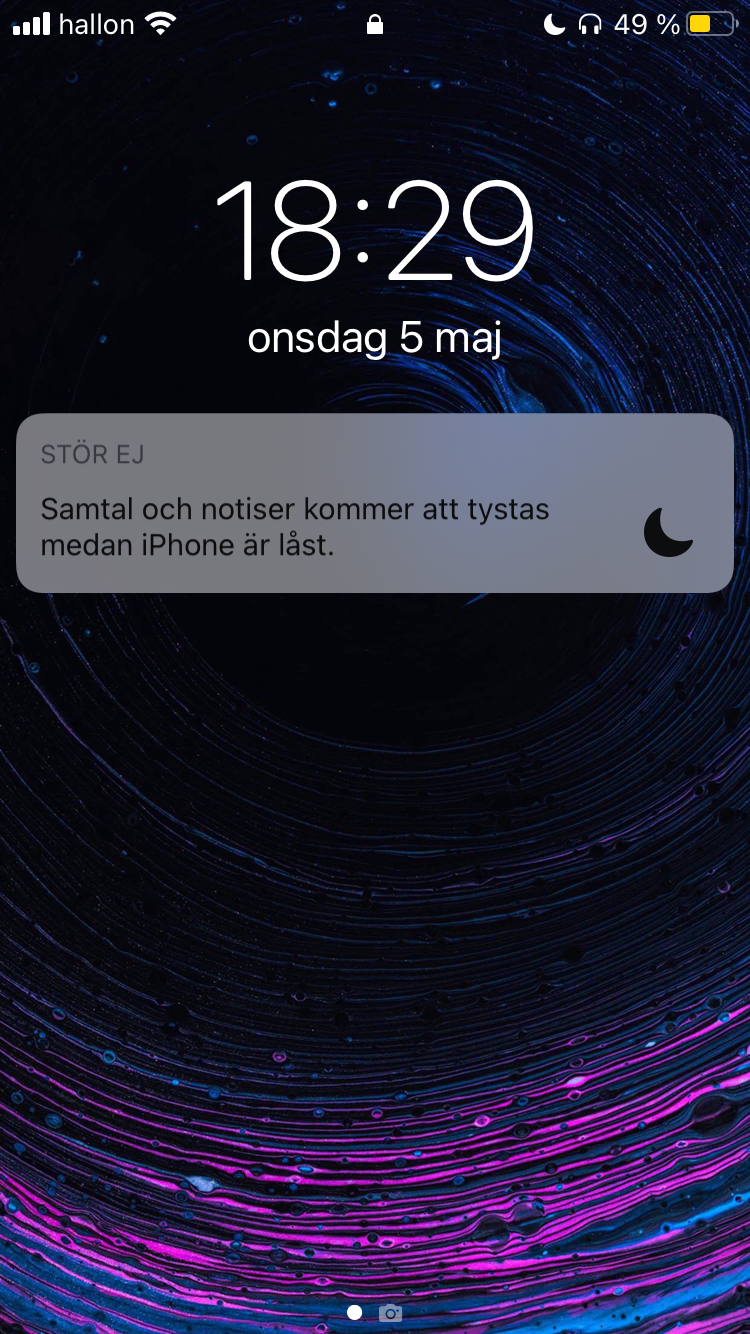 hallon 49 %
18:29
onsdag 5 maj
STÖR EJ
Samtal och notiser kommer att tystas
medan iPhone är låst.